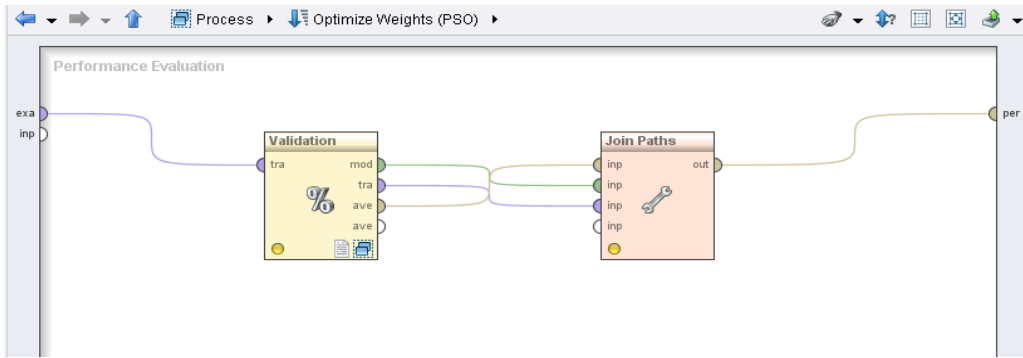 Process Optimize Weights (PSO)
Performance Evaluation
exa
inp
per
Validation
tra mod
tra
ave
ave
Join Paths
inp out
inp
inp
inp